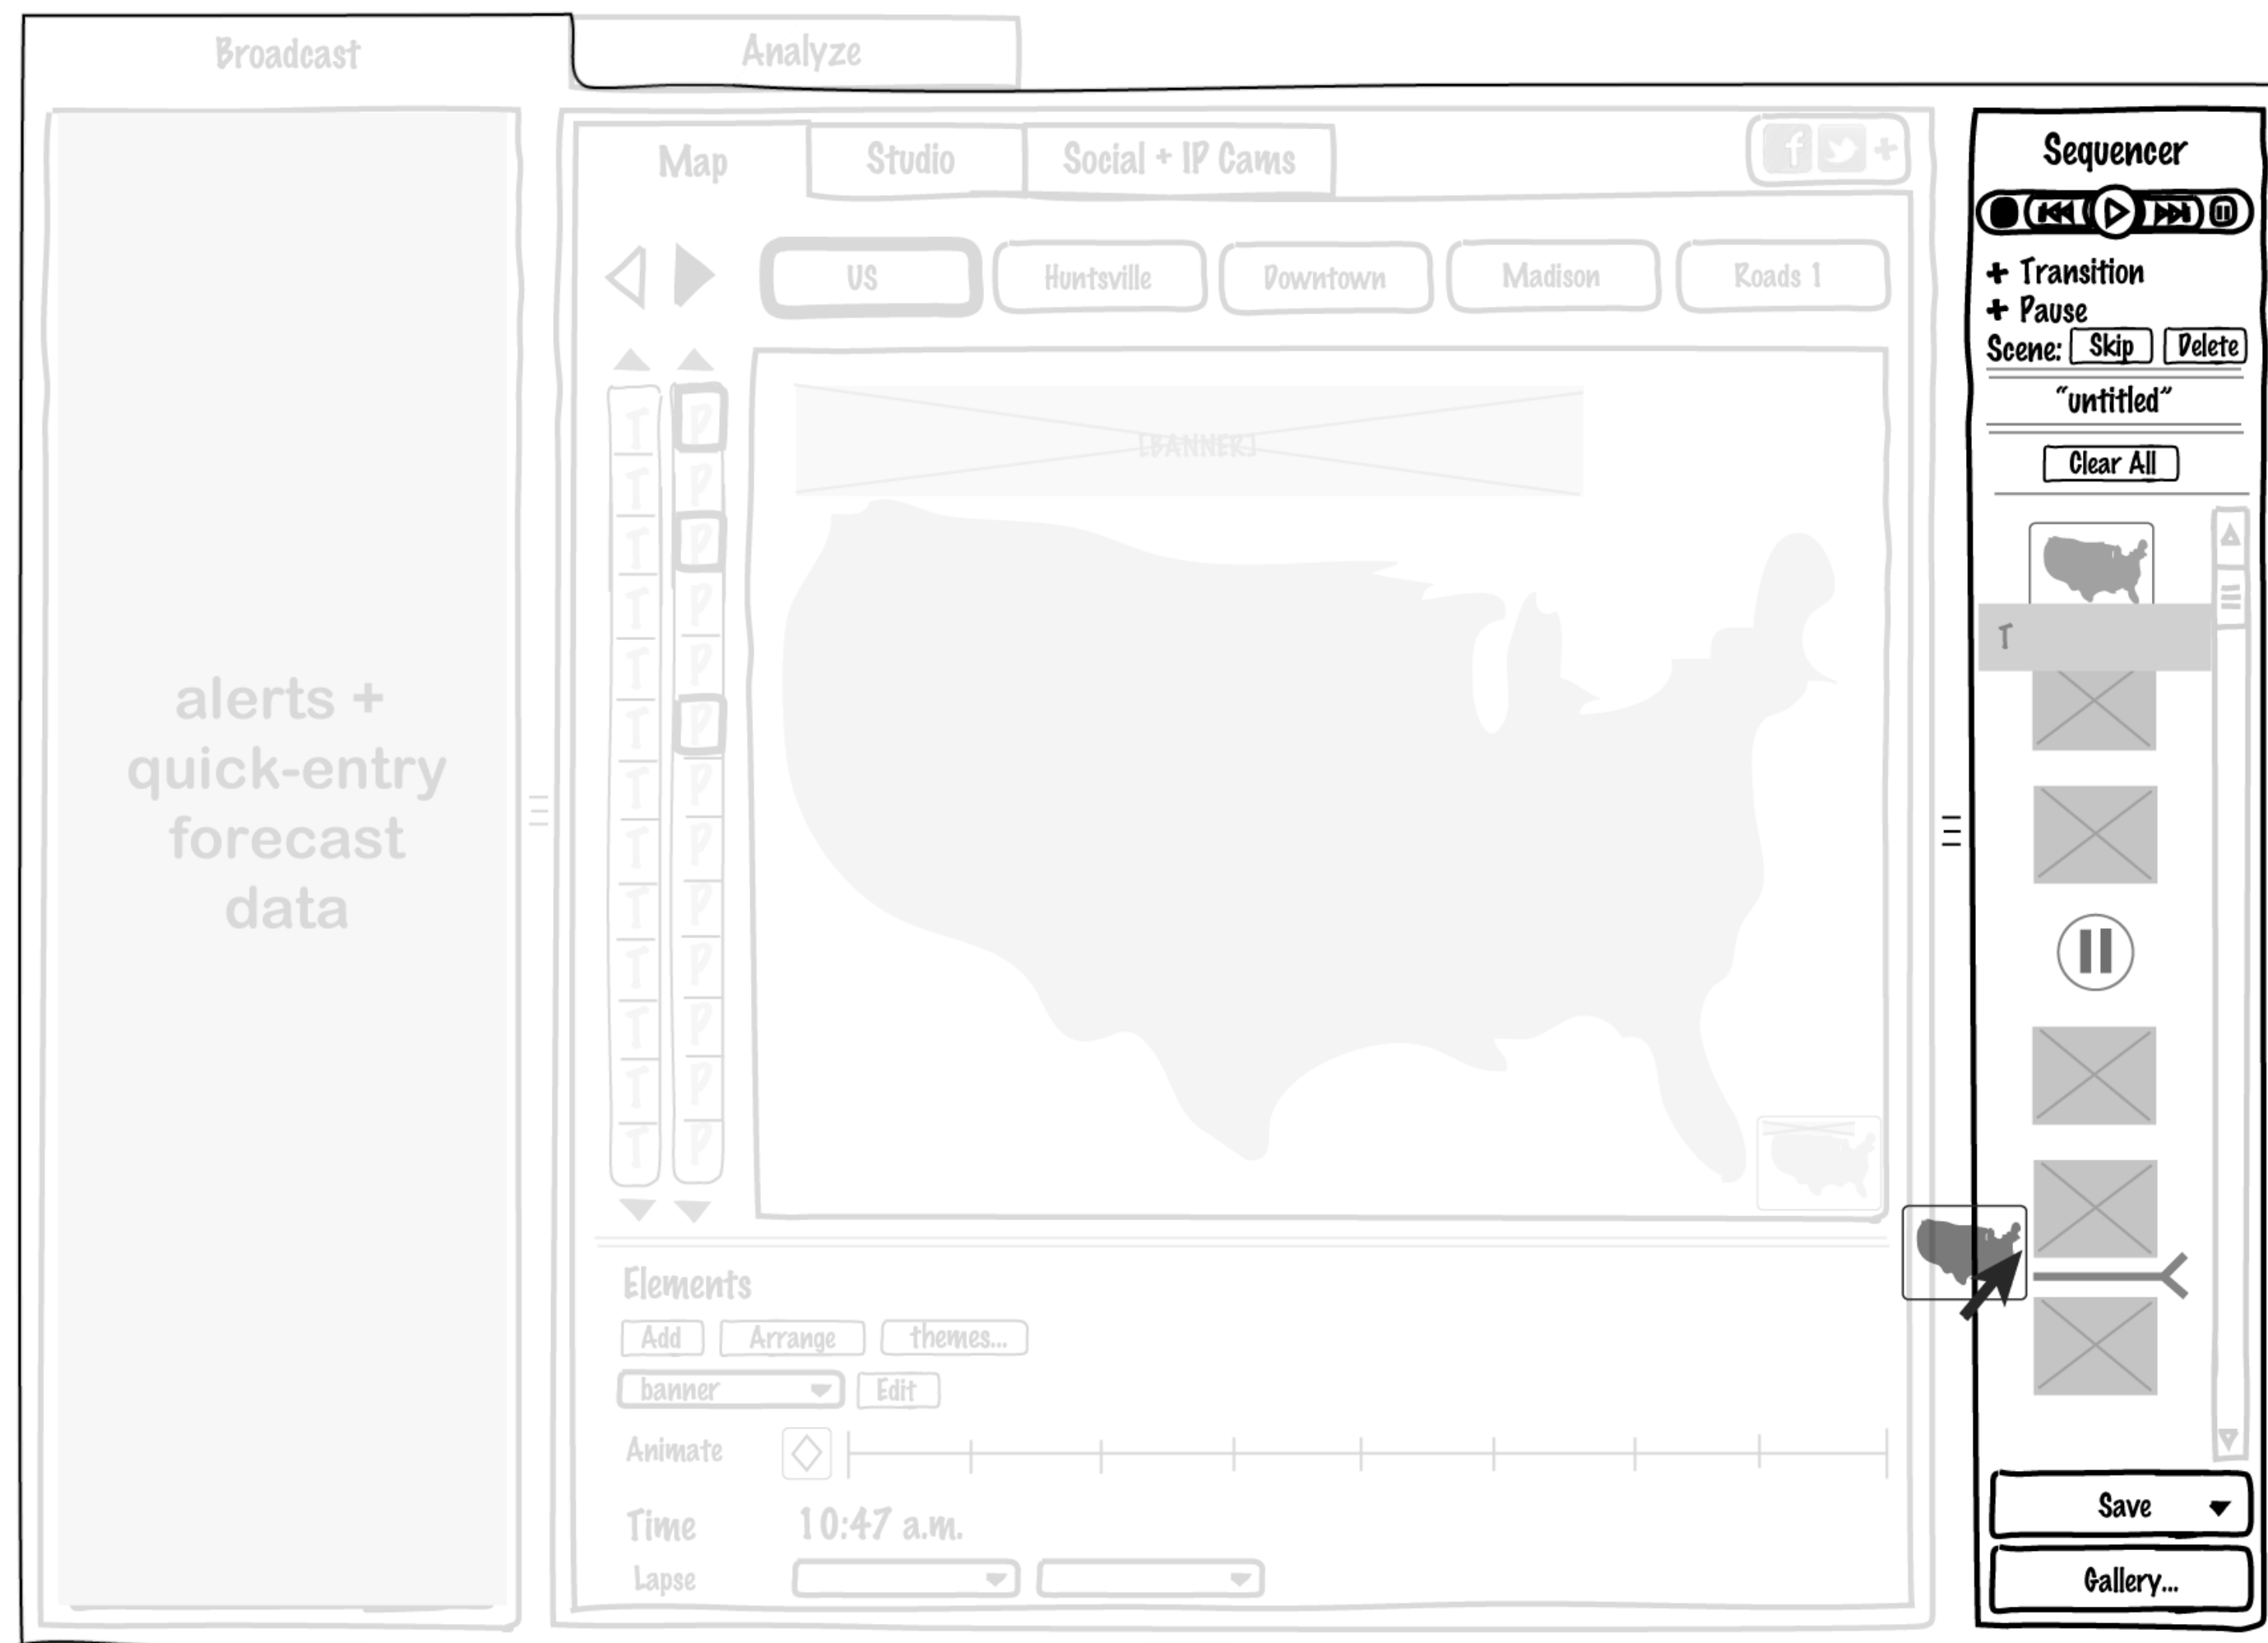 Broadcast
Analyze
alerts +
quick-entry
forecast
data
Map
Studio
Social + IP Cams
f
+
US
Huntsville
Downtown
Madison
Roads 1
T P
T P
T P
T P
T P
T P
T P
T P
T P
T P
T P
T P
T P
[BANNER]
Elements
Add
Arrange
themes...
banner
Edit
Animate
Time
10:47 a.m.
Lapse
Sequencer
+ Transition
+ Pause
Scene: Skip Delete
“untitled”
Clear All
T
Save
Gallery...